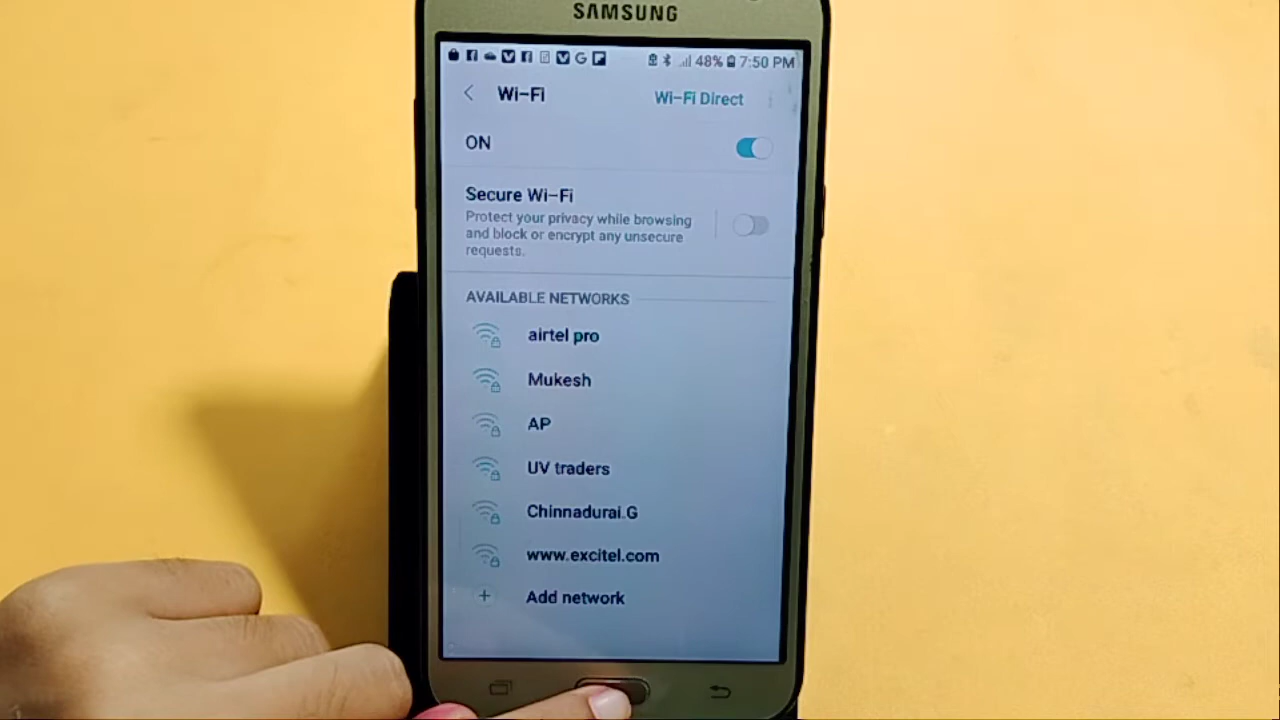 SAMSUNG
48% 7:50 PM
Wi-Fi
Wi-Fi Direct
ON
Secure Wi-Fi
Protect your privacy while browsing
and block or encrypt any unsecure
requests.
AVAILABLE NETWORKS
airtel pro
Mukesh
AP
UV traders
Chinnadurai.G
www.excitel.com
Add network